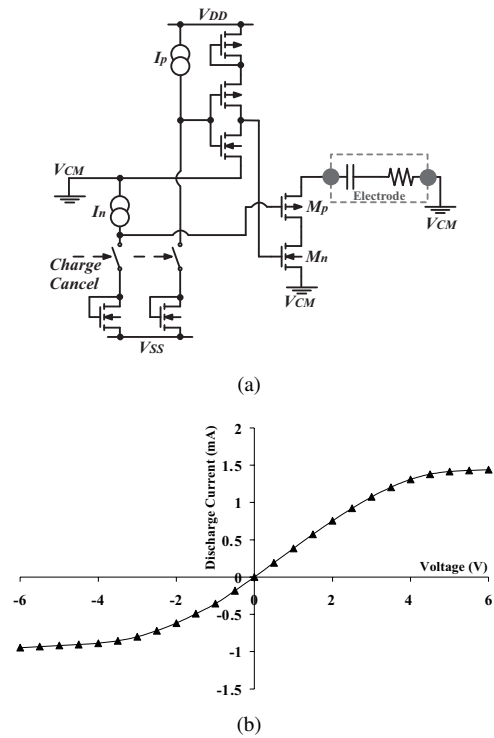 VDD
Ip
VCM
In
Mp
Electrode
VCM
Mn
VCM
Charge
Cancel
VSS
(a)
Discharge Current (mA)
2
1.5
1
0.5
0
-0.5
-1
-1.5
Voltage (V)
-6
-4
-2
0
2
4
6
(b)